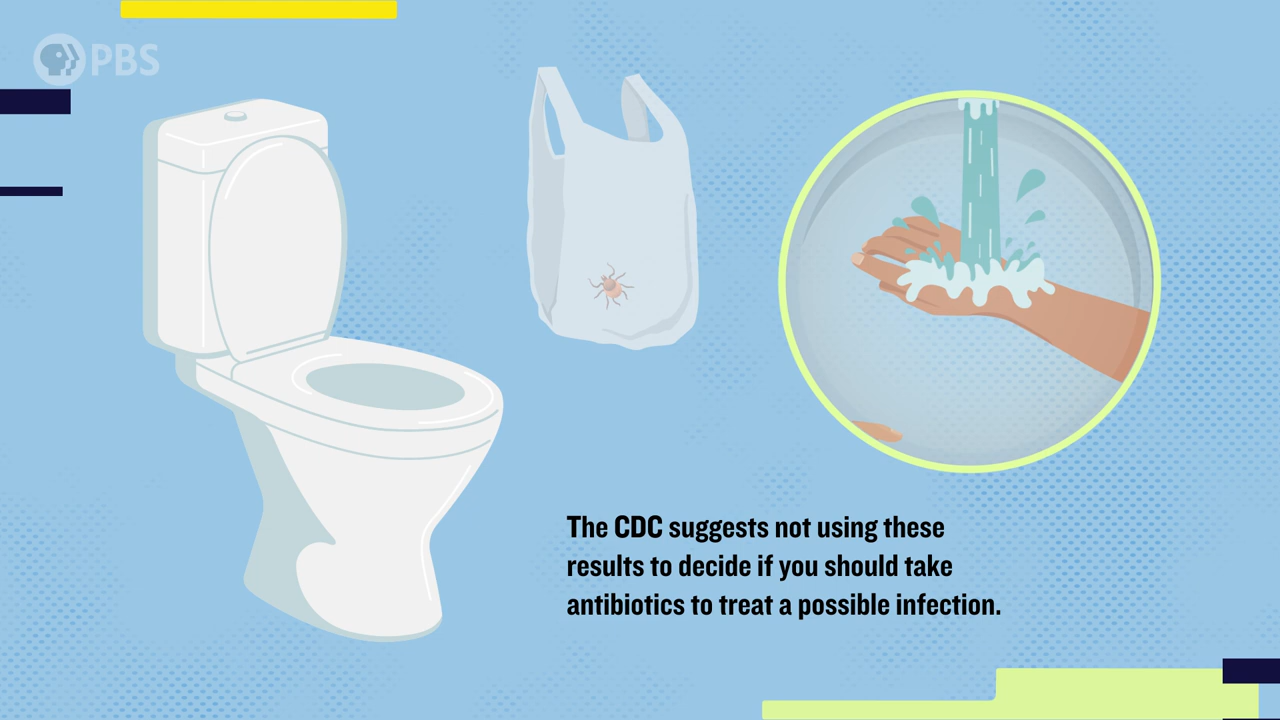 PBS
The CDC suggests not using these
results to decide if you should take
antibiotics to treat a possible infection.